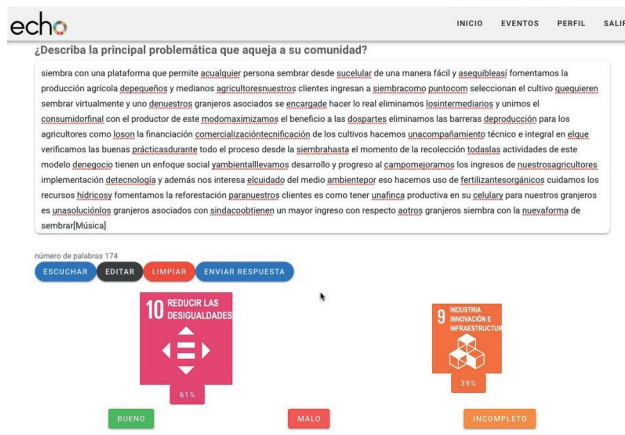 echo
INICIO EVENTOS PERFIL SALIR
¿Describa la principal problemática que aqueja a su comunidad?
siembra con una plataforma que permite acualquier persona sembrar desde sucelular de una manera fácil y asequibleasí fomentamos la
producción agrícola depequeños y medianos agricultoresnuestros clientes ingresan a siembracomo puntocom seleccionan el cultivo quequieren
sembrar virtualmente y uno denuestros granjeros asociados se encargade hacer lo real eliminamos losintermediarios y unimos el
consumidorfinal con el productor de este modomaximizamos el beneficio a las dospartes eliminamos las barreras deproducción para los
agricultores como loson la financiación comercializacióntecnificación de los cultivos hacemos unacompañamiento técnico e integral en elque
verificamos las buenas prácticasdurante todo el proceso desde la siembrahasta el momento de la recolección todaslas actividades de este
modelo denegocio tienen un enfoque social yambientalllevamos desarrollo y progreso al campomejoramos los ingresos de nuestrosagricultores
implementación detecnología y además nos interesa elcuidado del medio ambientepor eso hacemos uso de fertilizantesorgánicos cuidamos los
recursos hídricosy fomentamos la reforestación paranuestros clientes es como tener unafinca productiva en su celulary para nuestros granjeros
es unasoluciónlos granjeros asociados con sindacoobtienen un mayor ingreso con respecto aotros granjeros siembra con la nuevaforma de
sembrar[Música]
número de palabras 174
ESCUCHAR EDITAR LIMPIAR ENVIAR RESPUESTA
10 REDUCIR LAS
DESIGUALDADES
9 INDUSTRIA
INNOVACIÓN E
INFRAESTRUCTUR
61%
39%
BUENO MALO INCOMPLETO